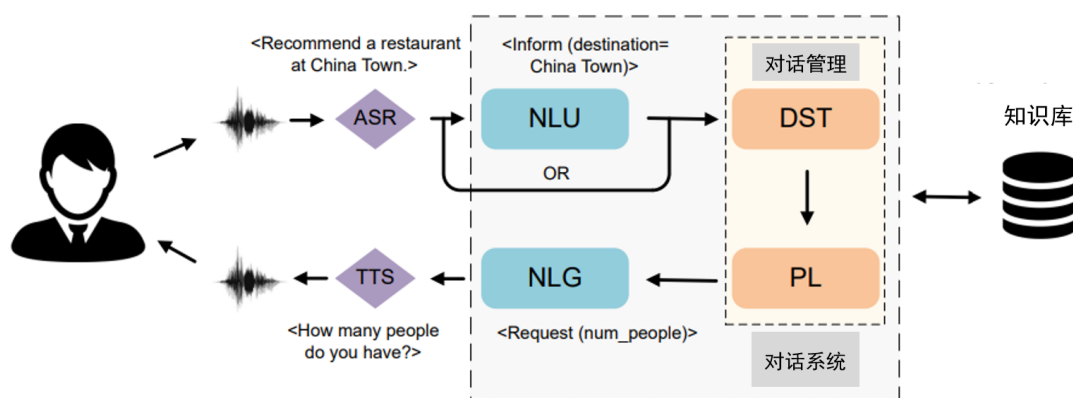 <Recommend a restaurant
at China Town.>
ASR
<Inform (destination=
China Town)>
NLU
OR
对话管理
DST
知识库
PL
NLG
<Request (num_people)>
TTS
<How many people
do you have?>
对话系统